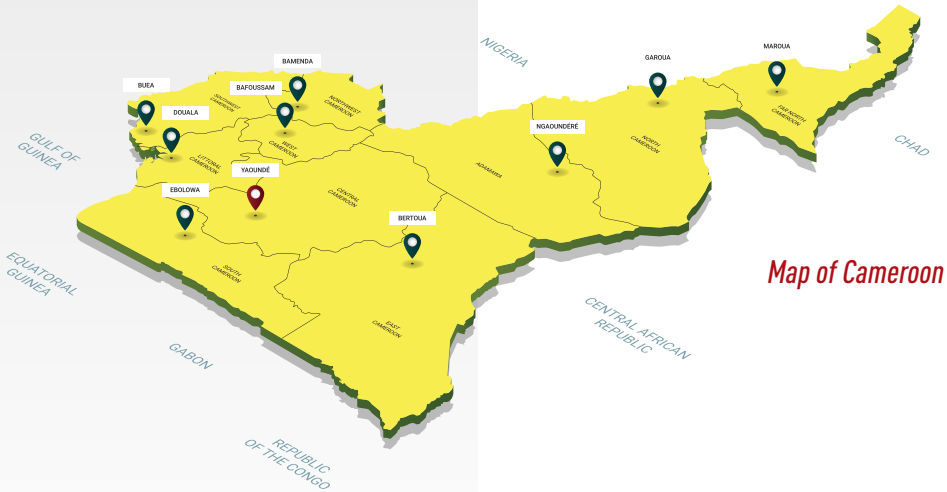 NIGERIA
BAMENDA
BUEA
BAFOUSSAM
DOUALA
SOUTHWEST
CAMEROON
NORTHWEST
CAMEROON
WEST
CAMEROON
LITTORAL
CAMEROON
GULF OF
GUINEA
EBOLOWA
YAOUNDÉ
CENTRAL
CAMEROON
BERTOUA
SOUTH
CAMEROON
EAST
CAMEROON
EQUATORIAL
GUINEA
GABON
REPUBLIC
OF THE CONGO
GAROUA
MAROUA
NGAOUNDÉRÉ
ADAMAWA
NORTH
CAMEROON
FAR NORTH
CAMEROON
CHAD
Map of Cameroon
CENTRAL AFRICAN
REPUBLIC